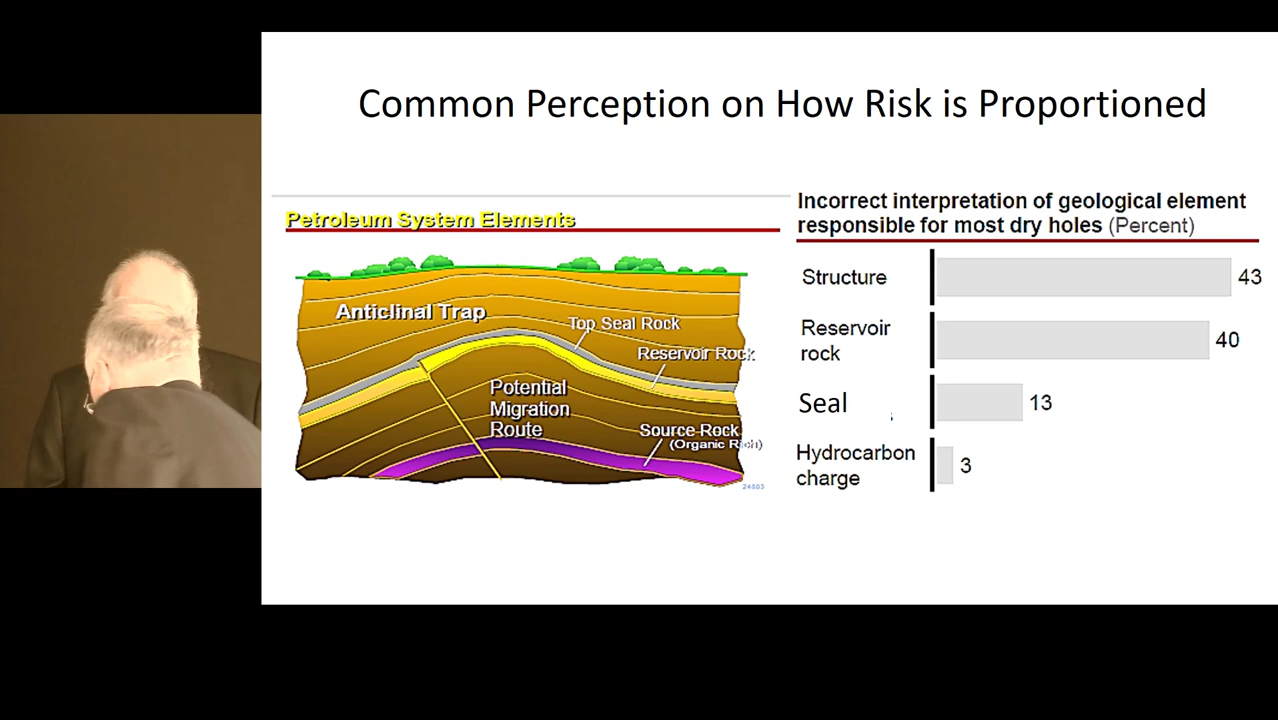 Common Perception on How Risk is Proportioned
Petroleum System Elements
Anticlinal Trap
Top Seal Rock
Reservoir Rock
Potential
Migration
Route
Source Rock
(Organic Rich)
24803
Incorrect interpretation of geological element
responsible for most dry holes (Percent)
Structure 43
Reservoir
rock 40
Seal 13
Hydrocarbon
charge 3